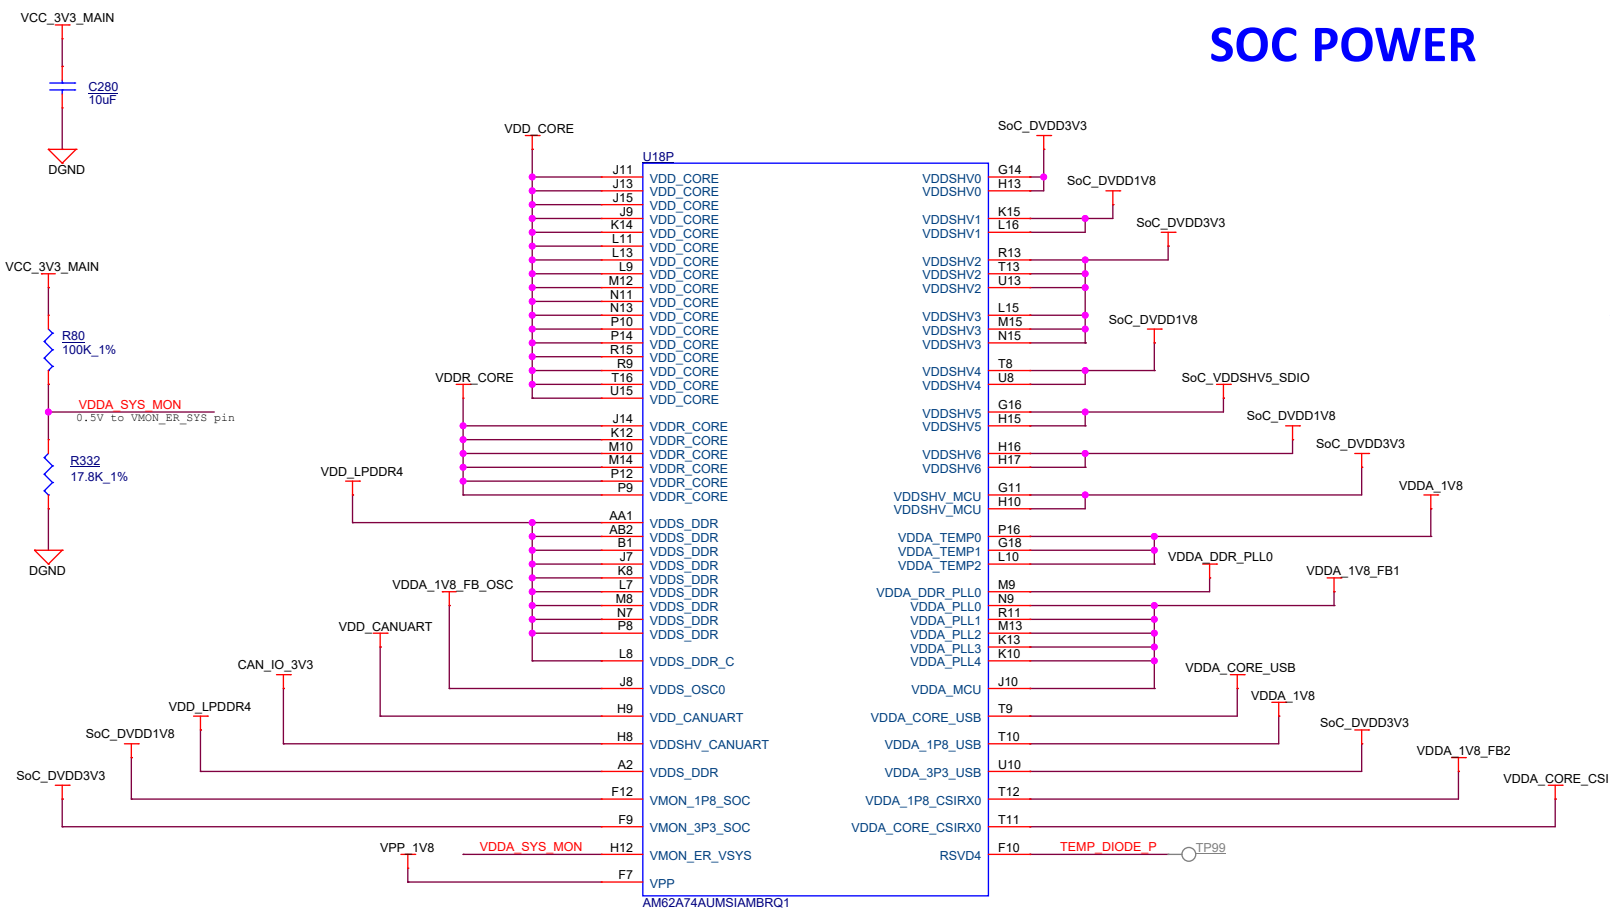 SOC POWER
VCC_3V3_MAIN
C280
10uF
DGND
VCC_3V3_MAIN
R80
100K_1%
VDDA_SYS_MON
0.5V to VMON_ER_SYS pin
R332
17.8K_1%
DGND
VDD_CORE
VDDR_CORE
VDD_LPDDR4
VDDA_1V8_FB_OSC
VDD_CANUART
CAN_IO_3V3
VDD_LPDDR4
SoC_DVDD1V8
SoC_DVDD3V3
VPP_1V8
VDDA_SYS_MON
U18P
J11 VDD_CORE
J13 VDD_CORE
J15 VDD_CORE
J9 VDD_CORE
K14 VDD_CORE
L11 VDD_CORE
L13 VDD_CORE
L9 VDD_CORE
M12 VDD_CORE
N11 VDD_CORE
N13 VDD_CORE
P10 VDD_CORE
P14 VDD_CORE
R15 VDD_CORE
R9 VDD_CORE
T16 VDD_CORE
U15 VDD_CORE
J14 VDDR_CORE
K12 VDDR_CORE
M10 VDDR_CORE
M14 VDDR_CORE
P12 VDDR_CORE
P9 VDDR_CORE
AA1 VDDS_DDR
AB2 VDDS_DDR
B1 VDDS_DDR
J7 VDDS_DDR
K8 VDDS_DDR
L7 VDDS_DDR
M8 VDDS_DDR
N7 VDDS_DDR
P8 VDDS_DDR
L8 VDDS_DDR_C
J8 VDDS_OSC0
H9 VDD_CANUART
H8 VDDSHV_CANUART
A2 VDDS_DDR
F12 VMON_1P8_SOC
F9 VMON_3P3_SOC
H12 VMON_ER_VSYS
F7 VPP
VDDSHV0 G14
VDDSHV0 H13
VDDSHV1 K15
VDDSHV1 L16
VDDSHV2 R13
VDDSHV2 T13
VDDSHV2 U13
VDDSHV3 L15
VDDSHV3 M15
VDDSHV3 N15
VDDSHV4 T8
VDDSHV4 U8
VDDSHV5 G16
VDDSHV5 H15
VDDSHV6 H16
VDDSHV6 H17
VDDSHV_MCU G11
VDDSHV_MCU H10
VDDA_TEMP0 P16
VDDA_TEMP1 G18
VDDA_TEMP2 L10
VDDA_DDR_PLL0 M9
VDDA_PLL0 N9
VDDA_PLL1 R11
VDDA_PLL2 M13
VDDA_PLL3 K13
VDDA_PLL4 K10
VDDA_MCU J10
VDDA_CORE_USB T9
VDDA_1P8_USB T10
VDDA_3P3_USB U10
VDDA_1P8_CSIRX0 T12
VDDA_CORE_CSIRX0 T11
RSVD4 F10
AM62A74AUMSIAMBRQ1
SoC_DVDD3V3
SoC_DVDD1V8
SoC_DVDD3V3
SoC_DVDD1V8
SoC_VDDSHV5_SDIO
SoC_DVDD1V8
SoC_DVDD3V3
VDDA_1V8
VDDA_DDR_PLL0
VDDA_1V8_FB1
VDDA_CORE_USB
VDDA_1V8
SoC_DVDD3V3
VDDA_1V8_FB2
VDDA_CORE_CSI
TEMP_DIODE_P
TP99